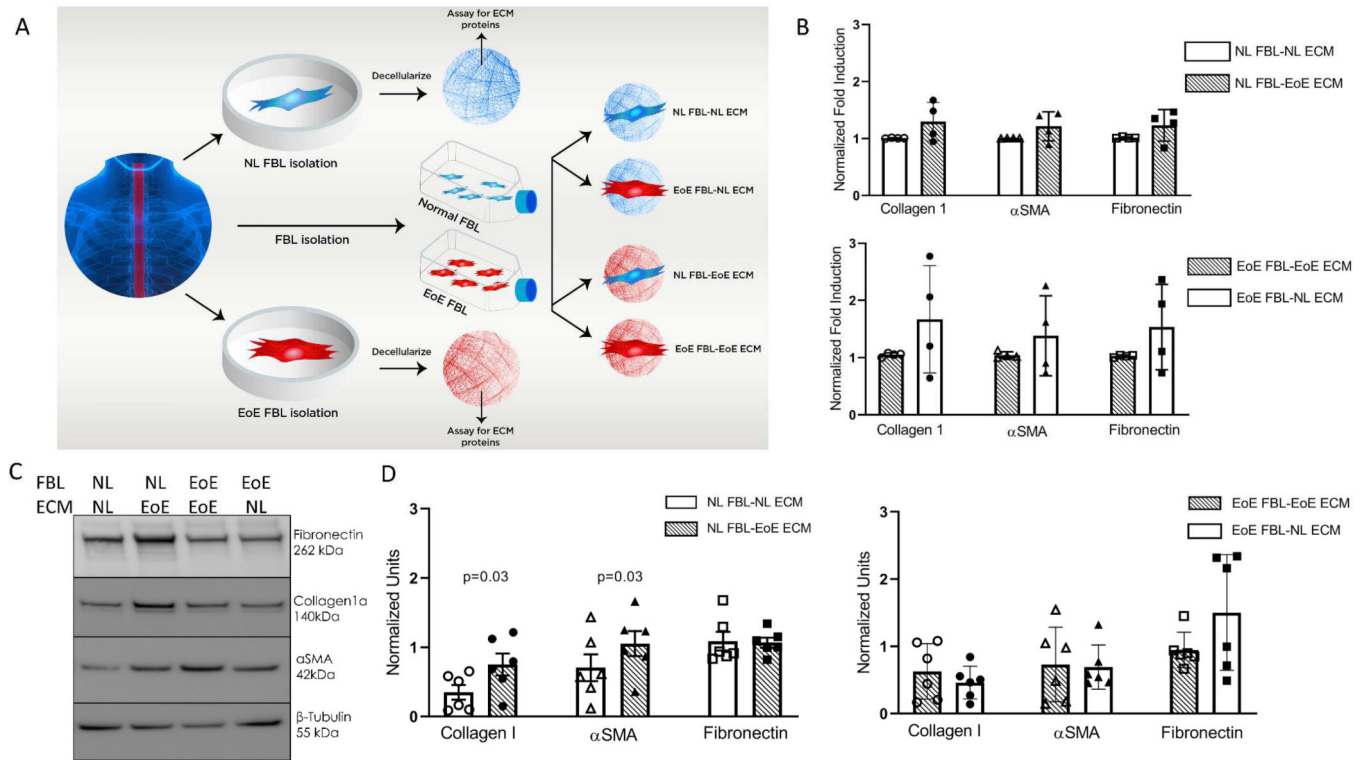 A
Assay for ECM
proteins
Decellularize
NL FBL isolation
NL FBL-NL ECM
EoE FBL-NL ECM
Normal FBL
FBL isolation
EoE FBL
NL FBL-EoE ECM
EoE FBL-EoE ECM
Decellularize
EoE FBL isolation
Assay for ECM
proteins
B
Normalized Fold Induction
3
2
1
0
Collagen 1
αSMA
Fibronectin
NL FBL-NL ECM
NL FBL-EoE ECM
Normalized Fold Induction
3
2
1
0
Collagen 1
αSMA
Fibronectin
EoE FBL-EoE ECM
EoE FBL-NL ECM
C
FBL NL NL EoE EoE
ECM NL EoE EoE NL
Fibronectin
262 kDa
Collagen1a
140kDa
αSMA
42kDa
β-Tubulin
55 kDa
D
Normalized Units
3
2
1
0
p=0.03
p=0.03
Collagen I
αSMA
Fibronectin
NL FBL-NL ECM
NL FBL-EoE ECM
Normalized Units
3
2
1
0
Collagen I
αSMA
Fibronectin
EoE FBL-EoE ECM
EoE FBL-NL ECM